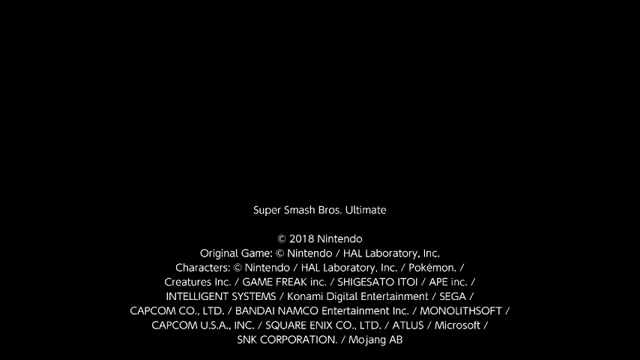 Super Smash Bros. Ultimate
© 2018 Nintendo
Original Game: © Nintendo / HAL Laboratory, Inc.
Characters: © Nintendo / HAL Laboratory, Inc. / Pokémon. /
Creatures Inc. / GAME FREAK inc. / SHIGESATO ITOI / APE inc. /
INTELLIGENT SYSTEMS / Konami Digital Entertainment / SEGA /
CAPCOM CO., LTD. / BANDAI NAMCO Entertainment Inc. / MONOLITHSOFT /
CAPCOM U.S.A., INC. / SQUARE ENIX CO., LTD. / ATLUS / Microsoft /
SNK CORPORATION. / Mojang AB